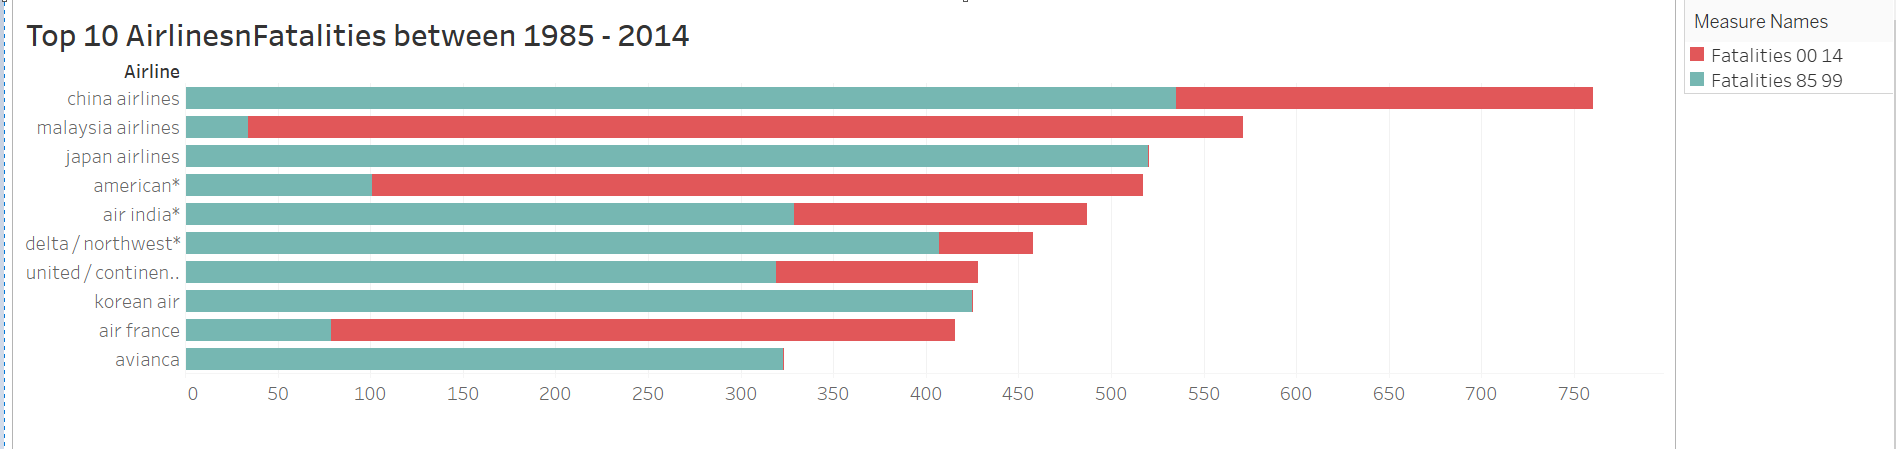 Top 10 AirlinesnFatalities between 1985 - 2014
Airline
china airlines
malaysia airlines
japan airlines
american*
air india*
delta / northwest*
united / continen..
korean air
air france
avianca
0 50 100 150 200 250 300 350 400 450 500 550 600 650 700 750
Measure Names
Fatalities 00 14
Fatalities 85 99